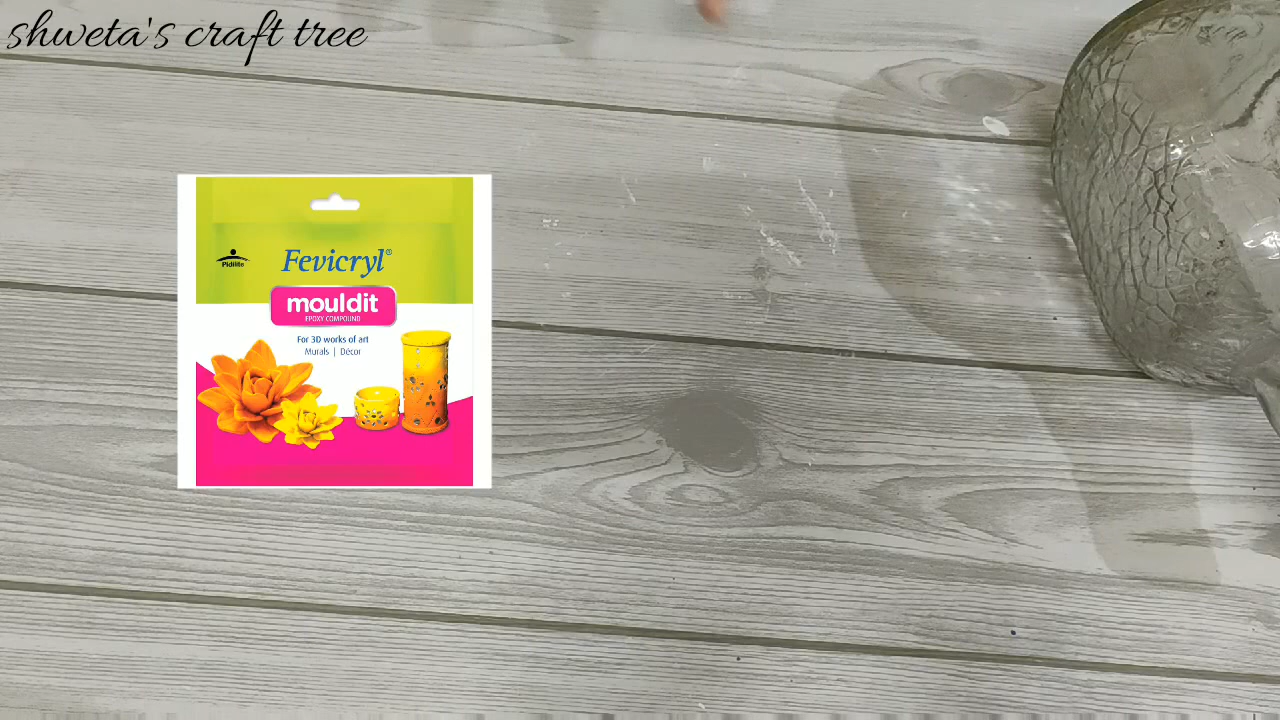 shweta's craft tree
Pidilite
Fevicryl®
mouldit
EPOXY COMPOUND
For 3D works of art
Murals | Décor